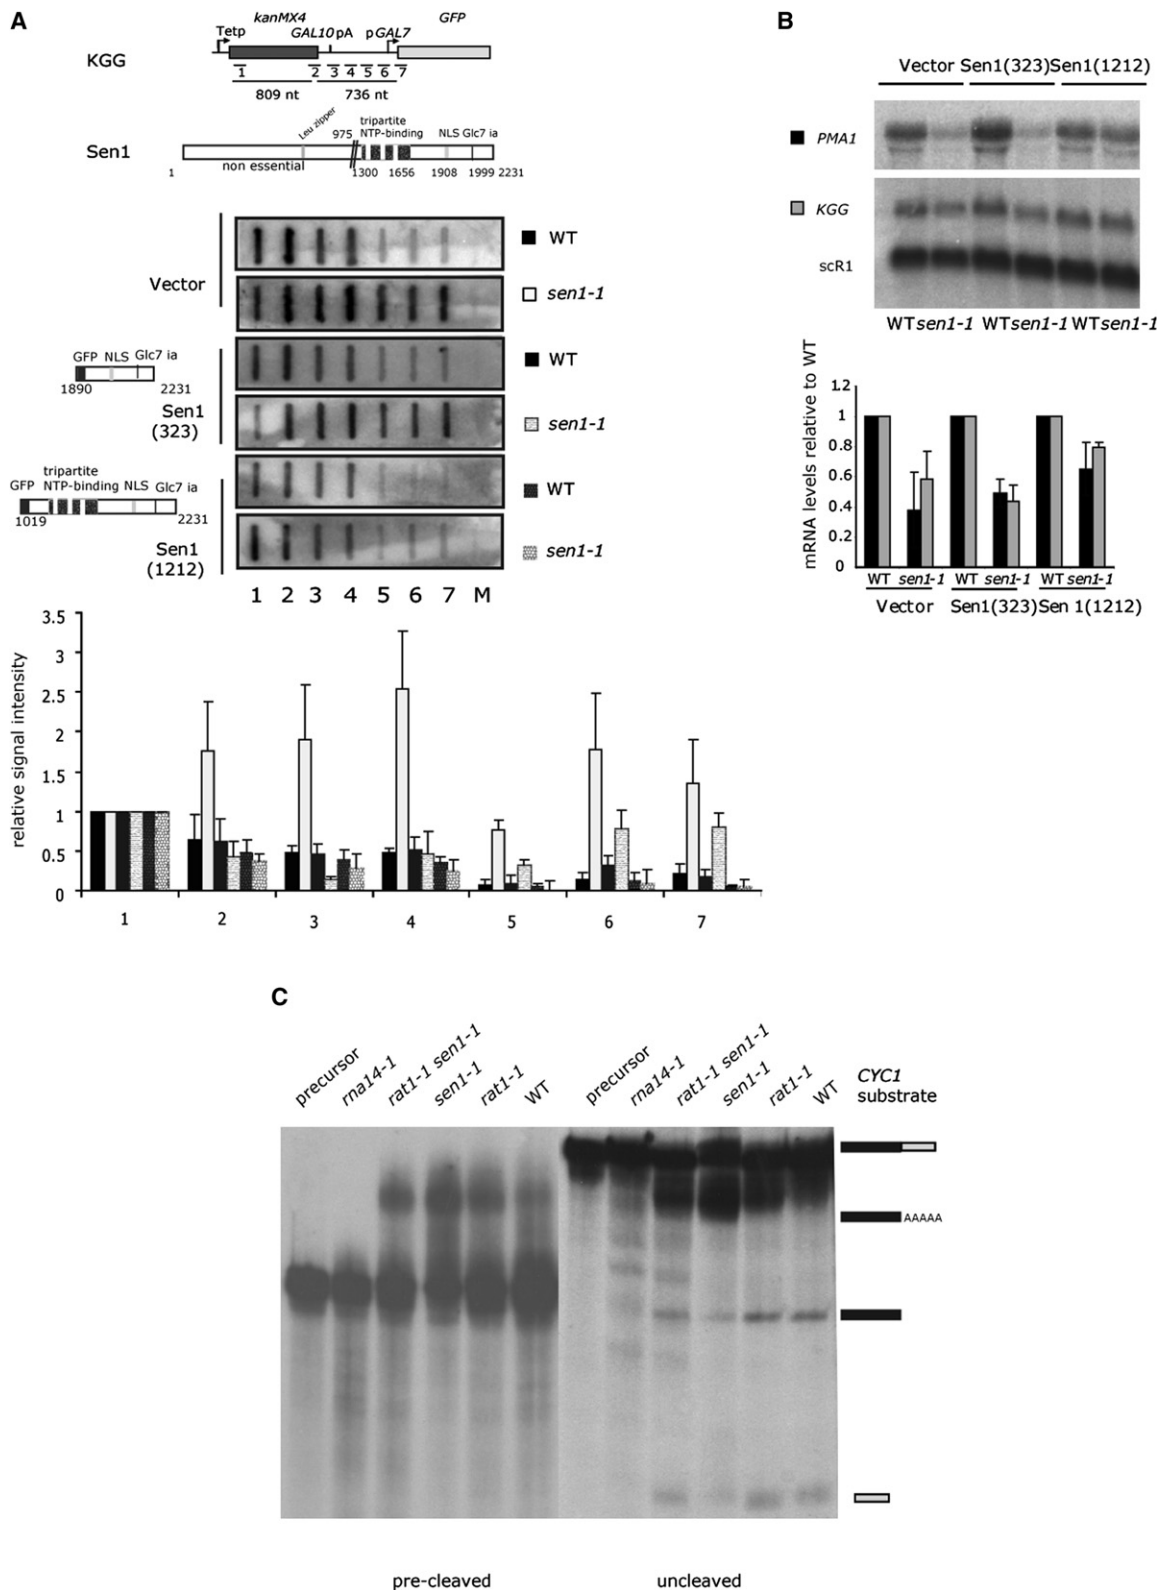 A
Tetp kanMX4 GAL10 pA pGAL7 GFP
KGG
1 2 3 4 5 6 7
809 nt 736 nt
Leu zipper 975 tripartite
NTP-binding NLS Glc7 ia
Sen1
non essential
1 1300 1656 1908 1999 2231
Vector
WT
sen1-1
GFP NLS Glc7 ia
1890 2231
Sen1
(323)
WT
sen1-1
tripartite
GFP NTP-binding NLS Glc7 ia
1019 2231
Sen1
(1212)
WT
sen1-1
1 2 3 4 5 6 7 M
relative signal intensity
3.5
3
2.5
2
1.5
1
0.5
0
1 2 3 4 5 6 7
B
Vector Sen1(323)Sen1(1212)
PMA1
KGG
scR1
WTsen1-1 WTsen1-1 WTsen1-1
mRNA levels relative to WT
1.2
1
0.8
0.6
0.4
0.2
0
WT sen1-1 WT sen1-1 WT sen1-1
Vector Sen1(323)Sen 1(1212)
C
precursor rna14-1 rat1-1 sen1-1 sen1-1 rat1-1 WT
precursor rna14-1 rat1-1 sen1-1 sen1-1 rat1-1 WT
CYC1
substrate
AAAAA
pre-cleaved uncleaved